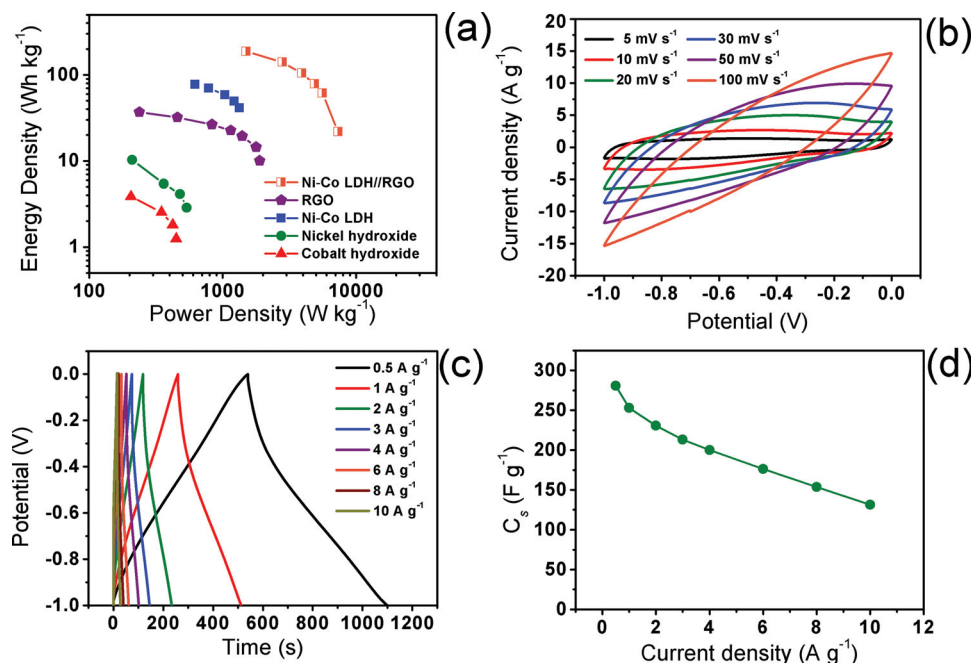 (a)
Energy Density (Wh kg⁻¹)
100
10
1
Ni-Co LDH//RGO
RGO
Ni-Co LDH
Nickel hydroxide
Cobalt hydroxide
100 1000 10000
Power Density (W kg⁻¹)
(b)
Current density (A g⁻¹)
20
15
10
5
0
-5
-10
-15
-20
5 mV s⁻¹ 30 mV s⁻¹
10 mV s⁻¹ 50 mV s⁻¹
20 mV s⁻¹ 100 mV s⁻¹
-1.0 -0.8 -0.6 -0.4 -0.2 0.0
Potential (V)
(c)
Potential (V)
0.0
-0.2
-0.4
-0.6
-0.8
-1.0
0.5 A g⁻¹
1 A g⁻¹
2 A g⁻¹
3 A g⁻¹
4 A g⁻¹
6 A g⁻¹
8 A g⁻¹
10 A g⁻¹
0 200 400 600 800 1000 1200
Time (s)
(d)
Cₛ (F g⁻¹)
300
250
200
150
100
50
0
0 2 4 6 8 10 12
Current density (A g⁻¹)